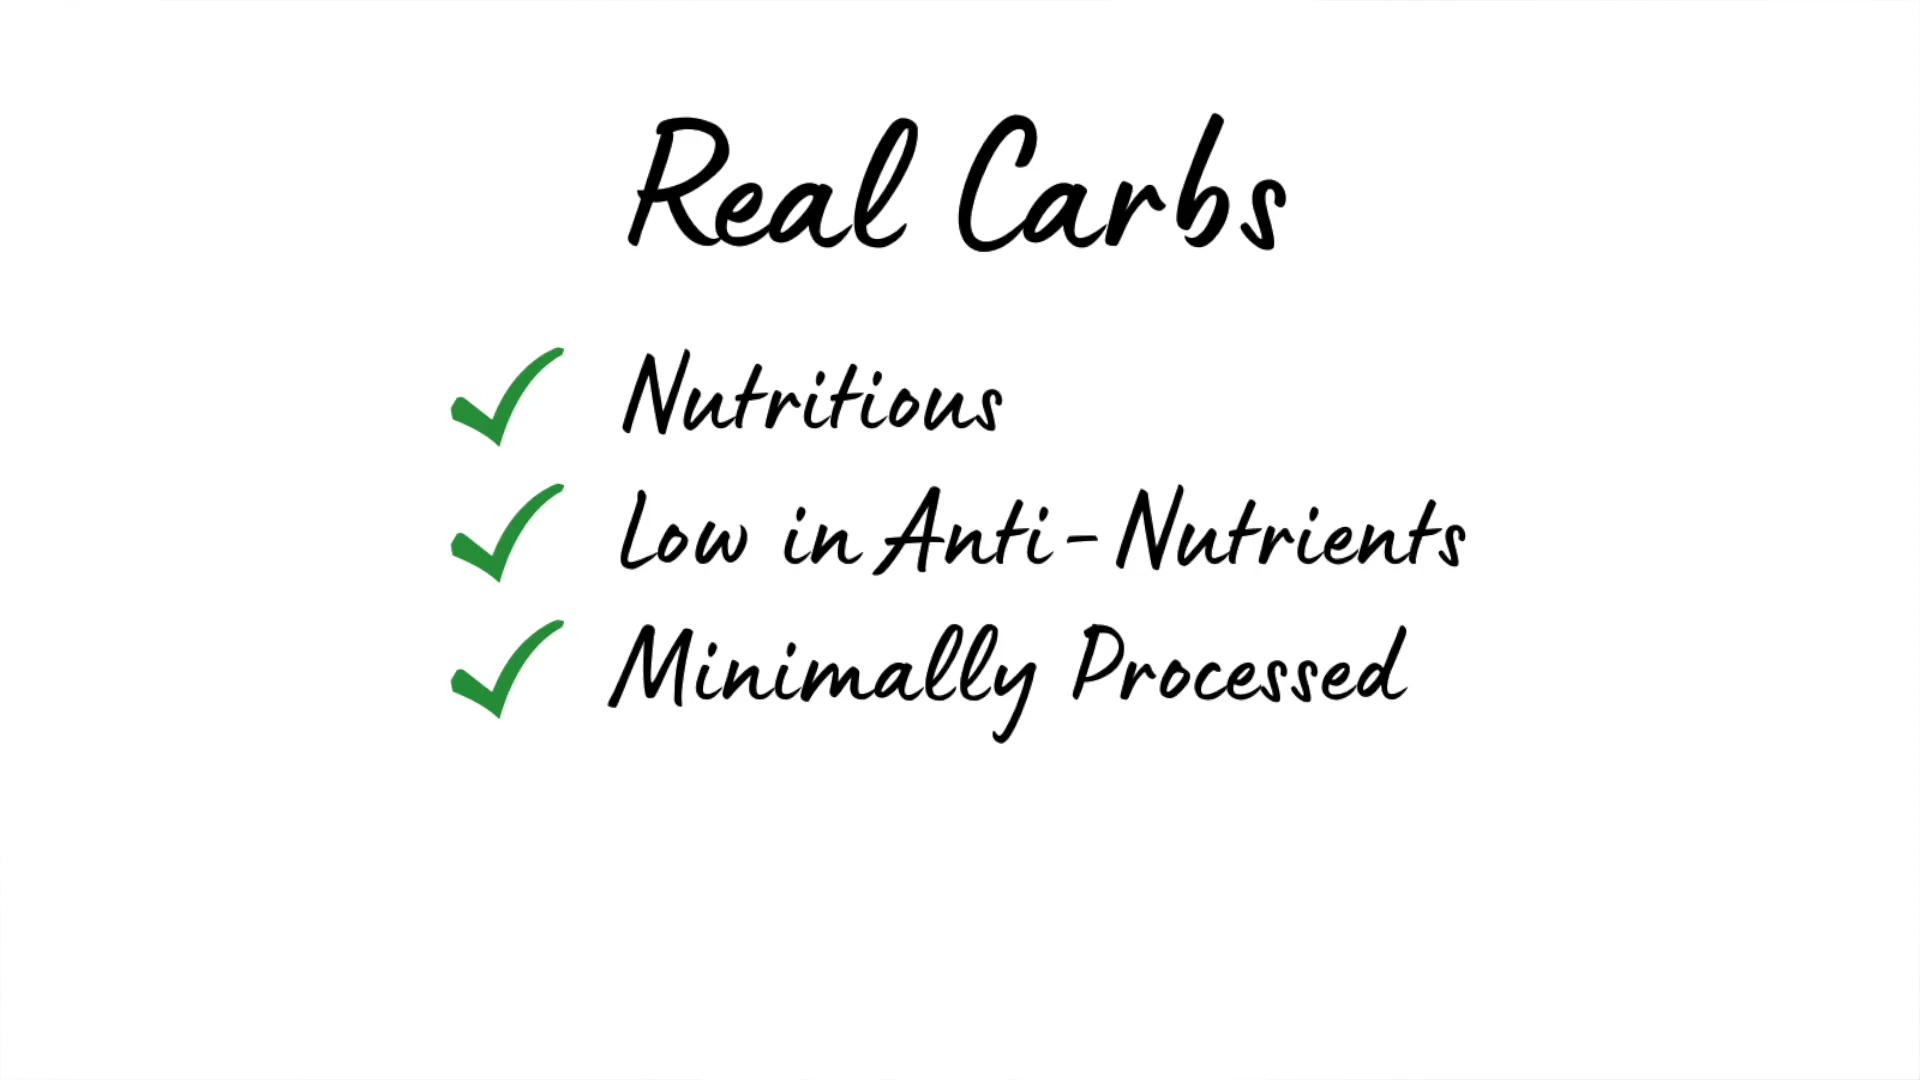 Real Carbs
Nutritious
Low in Anti-Nutrients
Minimally Processed